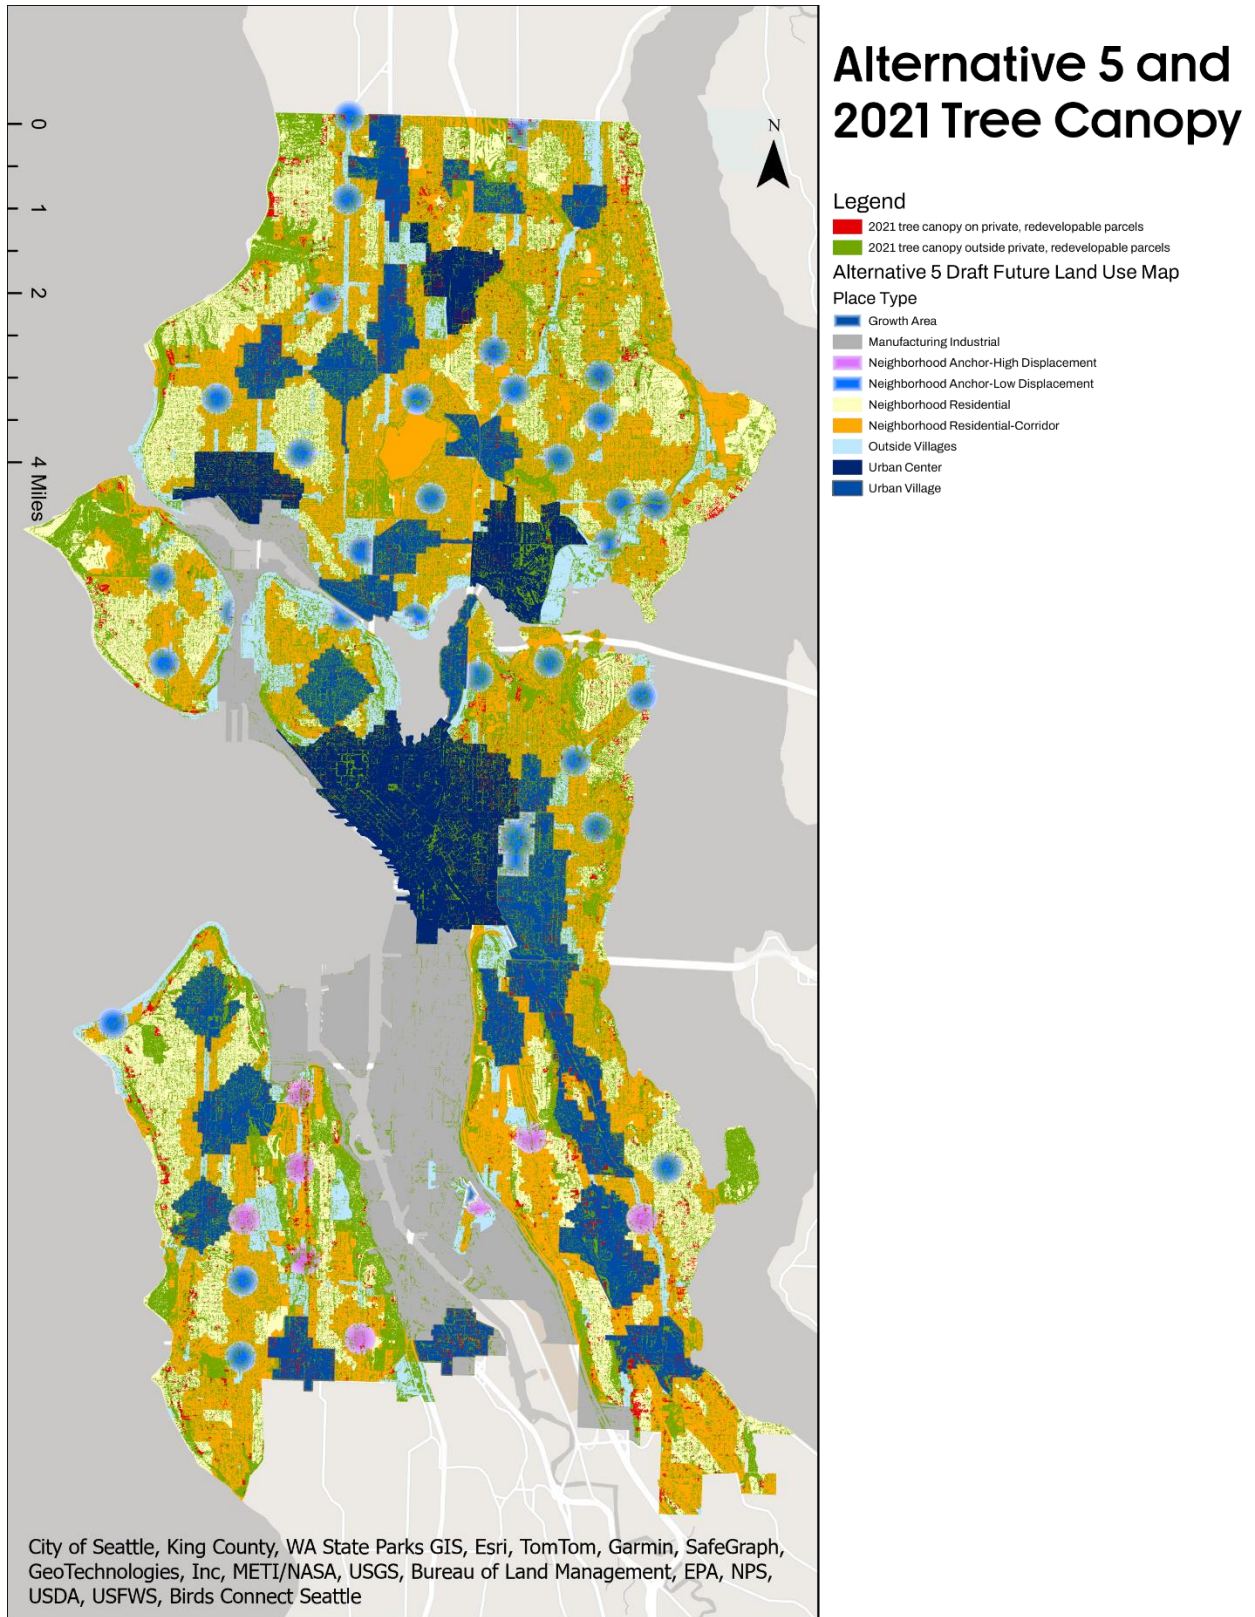 Alternative 5 and
2021 Tree Canopy
N
Legend
2021 tree canopy on private, redevelopable parcels
2021 tree canopy outside private, redevelopable parcels
Alternative 5 Draft Future Land Use Map
Place Type
Growth Area
Manufacturing Industrial
Neighborhood Anchor-High Displacement
Neighborhood Anchor-Low Displacement
Neighborhood Residential
Neighborhood Residential-Corridor
Outside Villages
Urban Center
Urban Village
0
1
2
4 Miles
City of Seattle, King County, WA State Parks GIS, Esri, TomTom, Garmin, SafeGraph,
GeoTechnologies, Inc, METI/NASA, USGS, Bureau of Land Management, EPA, NPS,
USDA, USFWS, Birds Connect Seattle